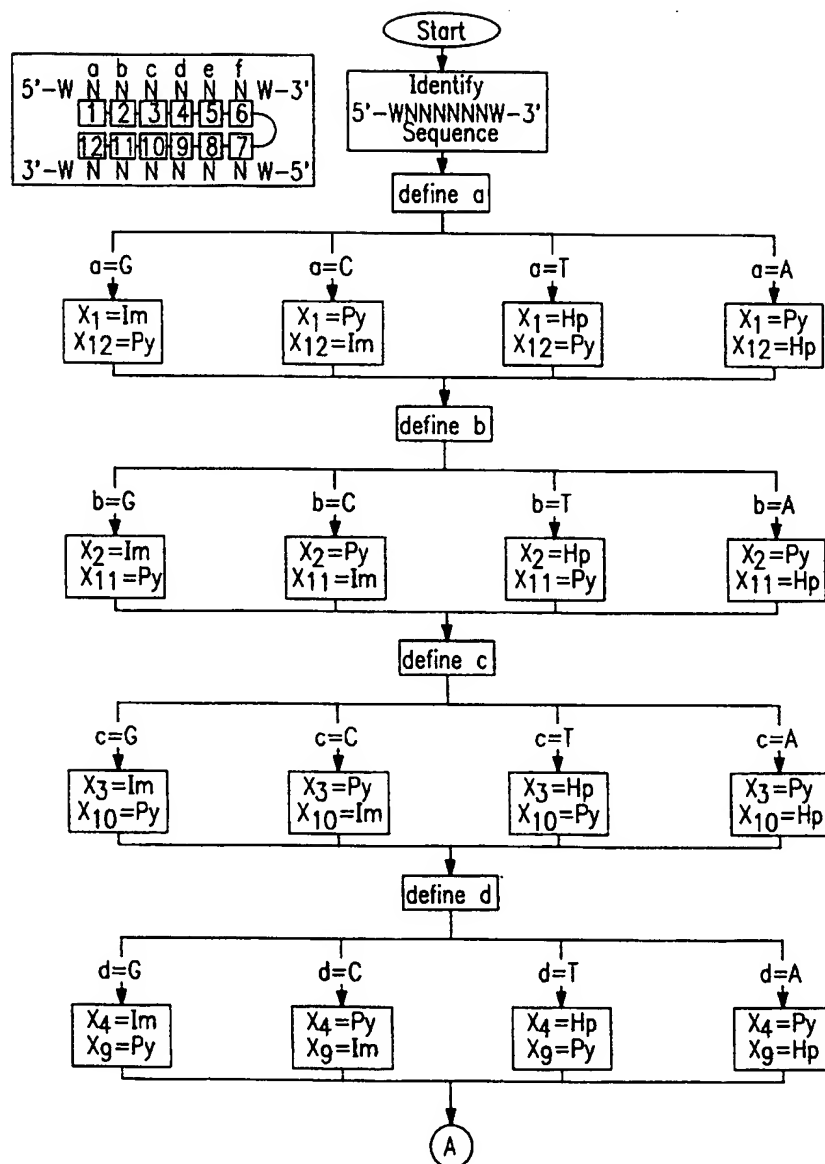 Start
a b c d e f
5'-W N N N N N N W-3'
1 2 3 4 5 6
12 11 10 9 8 7
3'-W N N N N N N W-5'
Identify
5'-WNNNNNNW-3'
Sequence
define a
a=G a=C a=T a=A
X1=Im X1=Py X1=Hp X1=Py
X12=Py X12=Im X12=Py X12=Hp
define b
b=G b=C b=T b=A
X2=Im X2=Py X2=Hp X2=Py
X11=Py X11=Im X11=Py X11=Hp
define c
c=G c=C c=T c=A
X3=Im X3=Py X3=Hp X3=Py
X10=Py X10=Im X10=Py X10=Hp
define d
d=G d=C d=T d=A
X4=Im X4=Py X4=Hp X4=Py
X9=Py X9=Im X9=Py X9=Hp
A